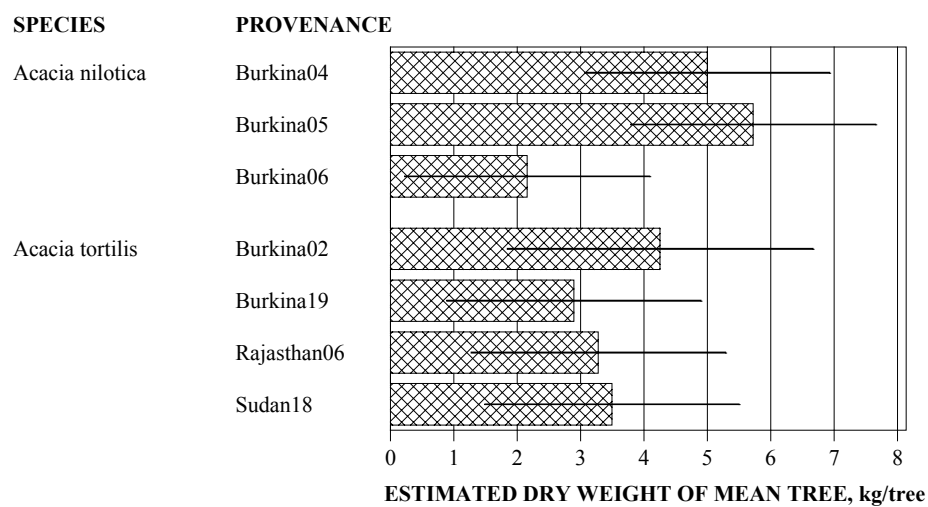 SPECIES PROVENANCE
Acacia nilotica Burkina04
Burkina05
Burkina06
Acacia tortilis Burkina02
Burkina19
Rajasthan06
Sudan18
0 1 2 3 4 5 6 7 8
ESTIMATED DRY WEIGHT OF MEAN TREE, kg/tree